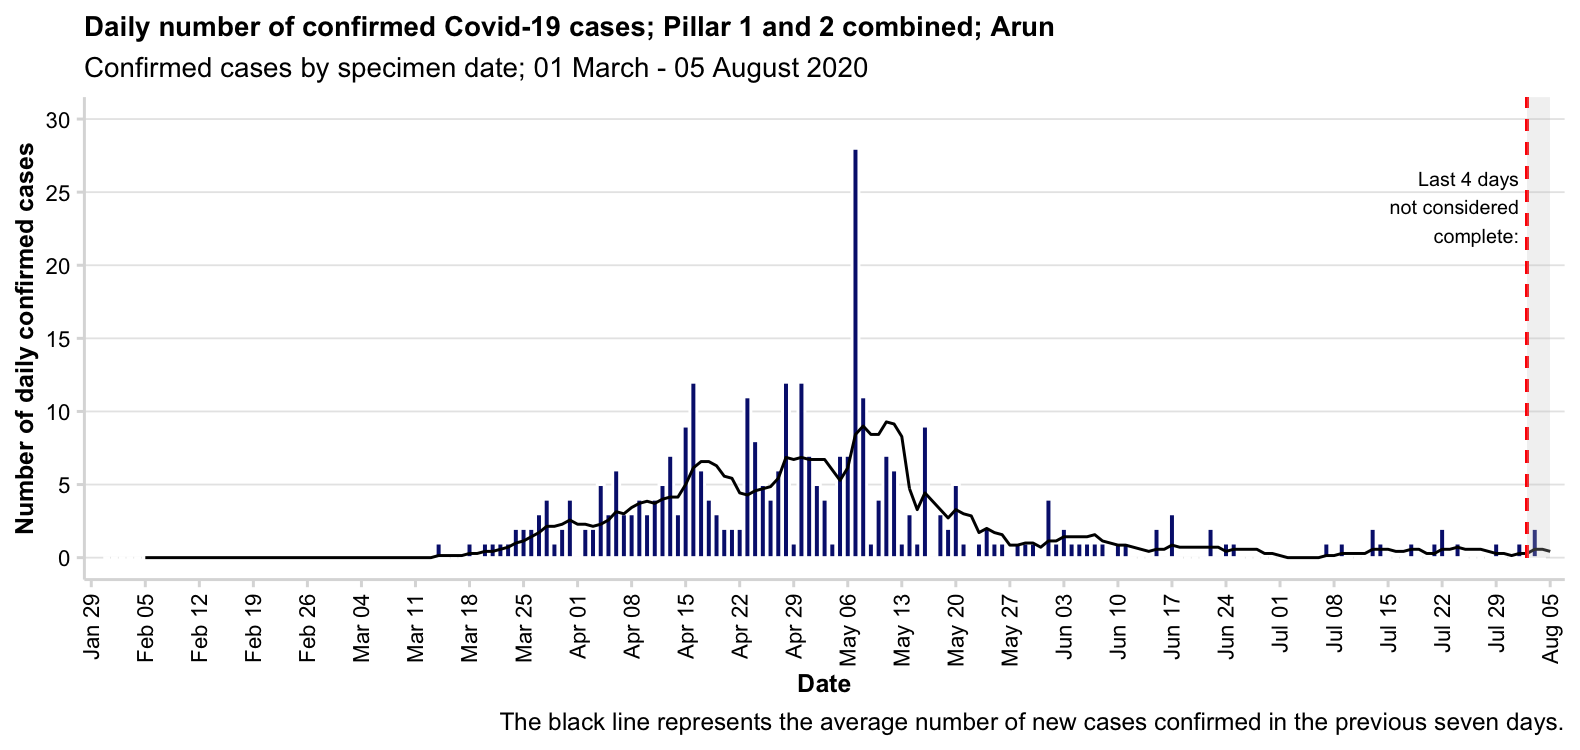 Daily number of confirmed Covid-19 cases; Pillar 1 and 2 combined; Arun
Confirmed cases by specimen date; 01 March - 05 August 2020
Number of daily confirmed cases
30
25
20
15
10
5
0
Last 4 days
not considered
complete:
Jan 29
Feb 05
Feb 12
Feb 19
Feb 26
Mar 04
Mar 11
Mar 18
Mar 25
Apr 01
Apr 08
Apr 15
Apr 22
Apr 29
May 06
May 13
May 20
May 27
Jun 03
Jun 10
Jun 17
Jun 24
Jul 01
Jul 08
Jul 15
Jul 22
Jul 29
Aug 05
Date
The black line represents the average number of new cases confirmed in the previous seven days.